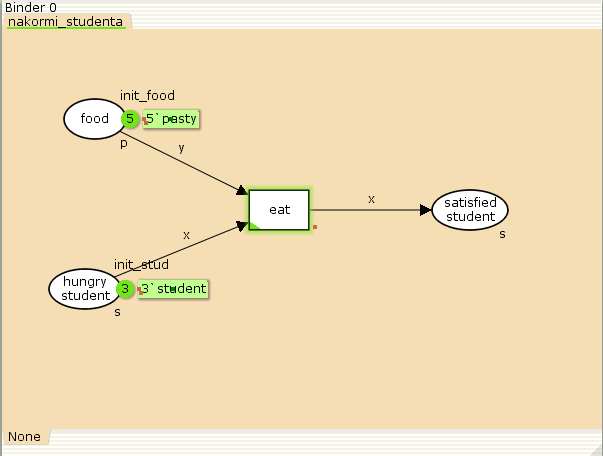 Binder 0
nakormi_studenta
init_food
food
5
5`pasty
p
y
eat
x
satisfied
student
s
x
init_stud
hungry
student
3
3`student
s
None